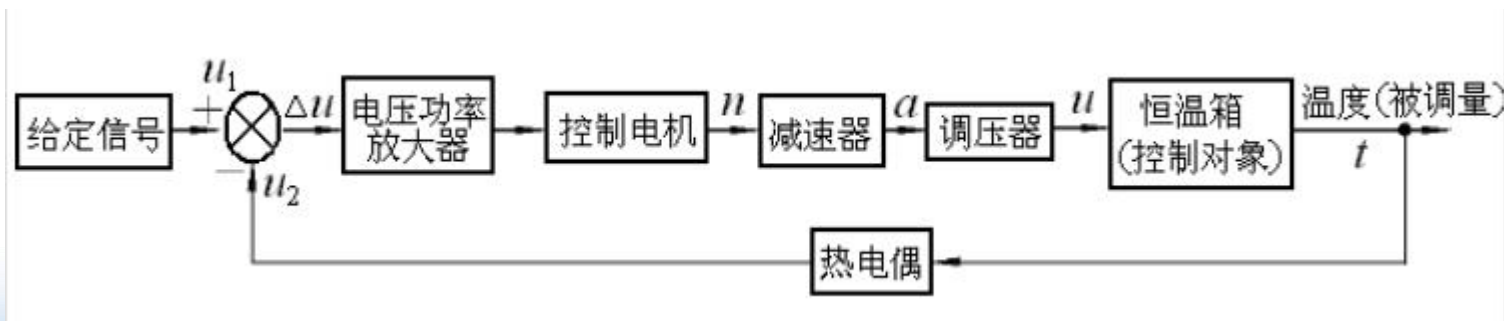 给定信号
u1
+
−
u2
Δu
电压功率
放大器
控制电机
n
减速器
a
调压器
u
恒温箱
(控制对象)
温度(被调量)
t
热电偶